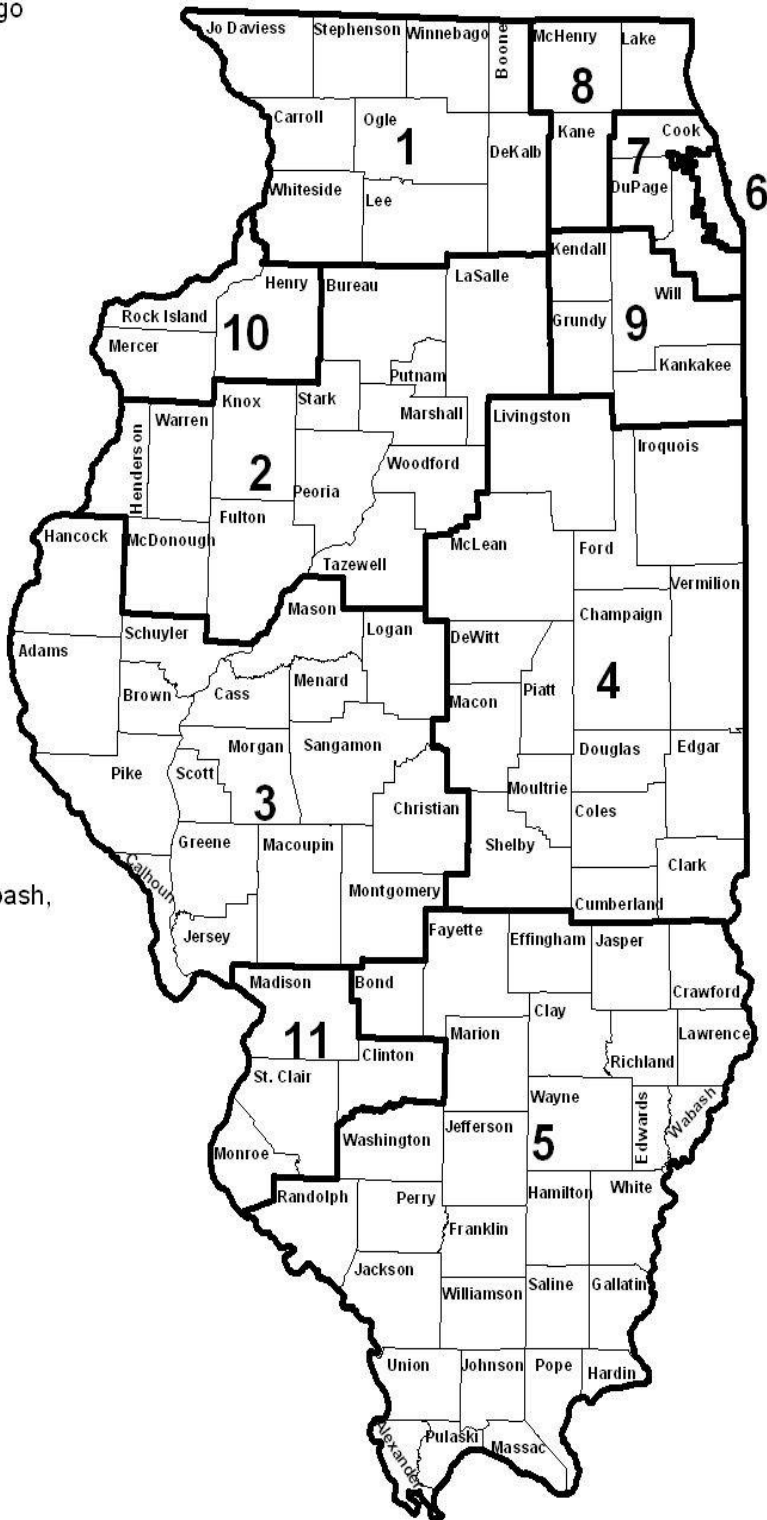 go
Jo Daviess
Stephenson
Winnebago
Boone
McHenry
Lake
8
Carroll
Ogle
1
DeKalb
Kane
Cook
7
DuPage
6
Whiteside
Lee
Kendall
LaSalle
Henry
Bureau
Will
Rock Island
10
Grundy
9
Mercer
Putnam
Kankakee
Knox
Stark
Marshall
Livingston
Warren
Henderson
Iroquois
2
Woodford
Peoria
Fulton
Hancock
McDonough
McLean
Ford
Tazewell
Vermilion
Mason
Champaign
Schuyler
Logan
DeWitt
Adams
Menard
Brown
Cass
Piatt
4
Macon
Morgan
Sangamon
Douglas
Edgar
Pike
Scott
Moultrie
3
Christian
Coles
Greene
Macoupin
Shelby
Clark
Calhoun
Montgomery
bash,
Cumberland
Jersey
Fayette
Effingham
Jasper
Madison
Bond
Crawford
Clay
11
Marion
Lawrence
Clinton
Richland
St. Clair
Wayne
Edwards
Wabash
Jefferson
Washington
5
Monroe
Randolph
Perry
Hamilton
White
Franklin
Jackson
Williamson
Saline
Gallatin
Union
Johnson
Pope
Hardin
Alexander
Pulaski
Massac